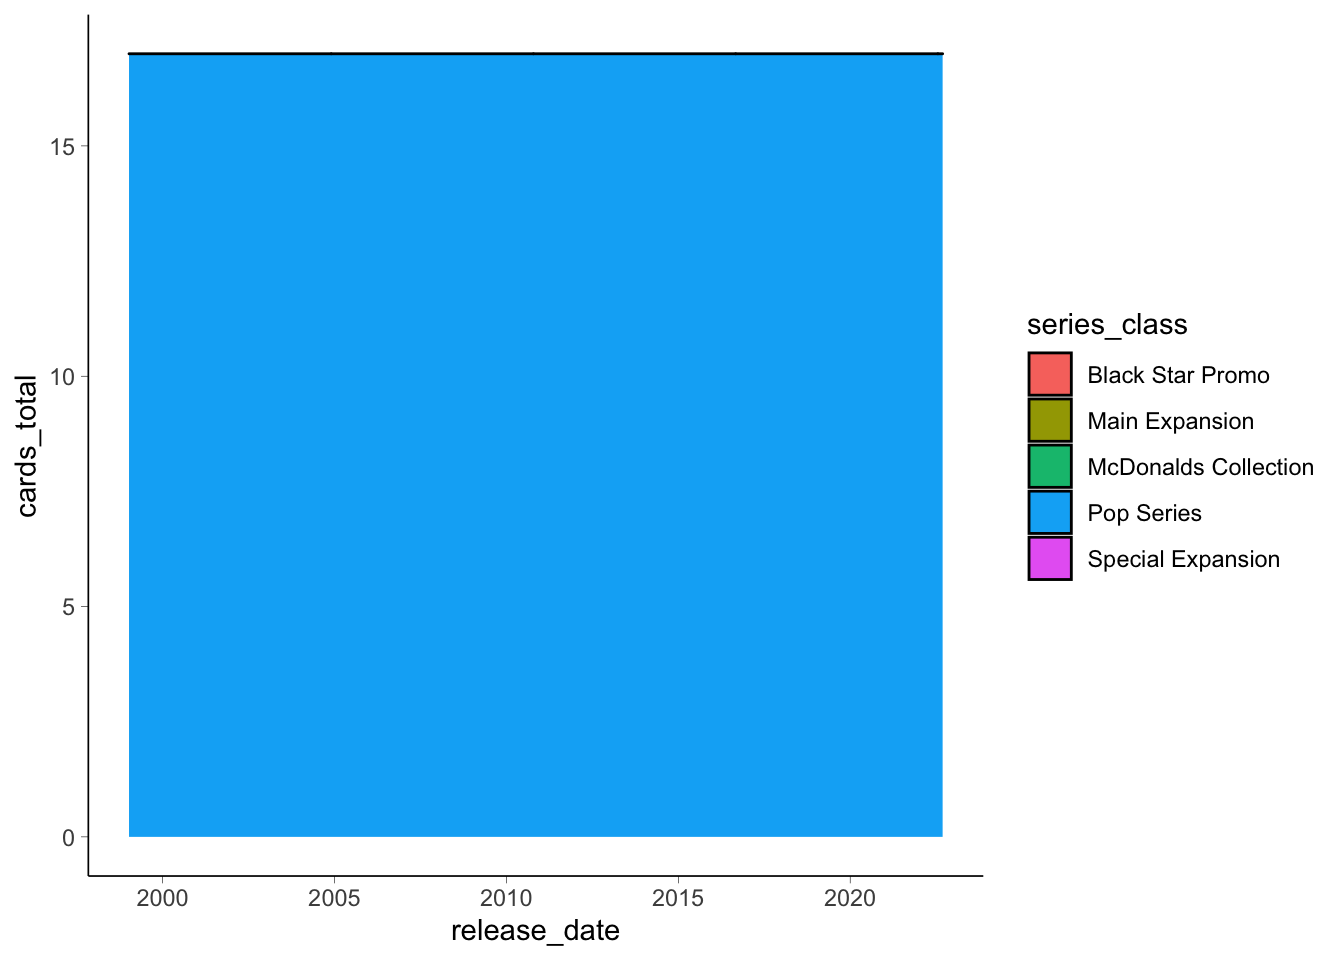 15
10
5
0
cards_total
2000 2005 2010 2015 2020
release_date
series_class
Black Star Promo
Main Expansion
McDonalds Collection
Pop Series
Special Expansion